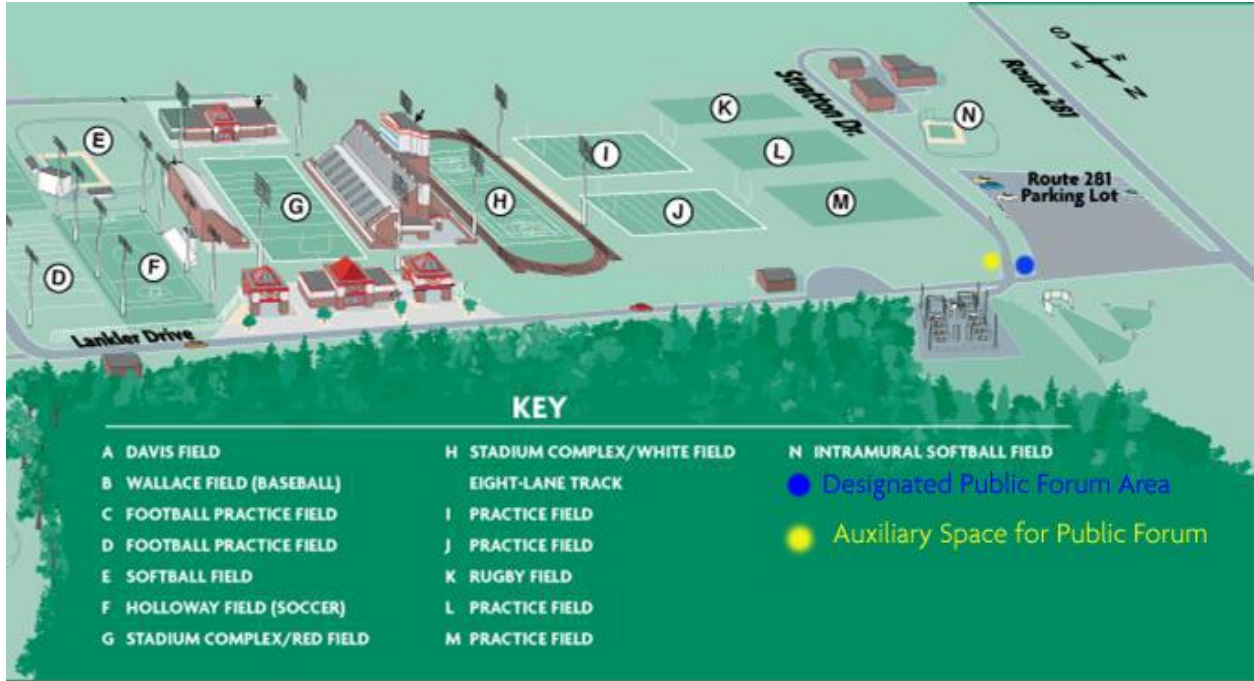 S
N
E
W
Route 281
Stratton Dr.
K
N
E
L
I
Route 281
Parking Lot
G
H
M
J
D
F
Lankler Drive
KEY
A DAVIS FIELD
B WALLACE FIELD (BASEBALL)
C FOOTBALL PRACTICE FIELD
D FOOTBALL PRACTICE FIELD
E SOFTBALL FIELD
F HOLLOWAY FIELD (SOCCER)
G STADIUM COMPLEX/RED FIELD
H STADIUM COMPLEX/WHITE FIELD
EIGHT-LANE TRACK
I PRACTICE FIELD
J PRACTICE FIELD
K RUGBY FIELD
L PRACTICE FIELD
M PRACTICE FIELD
N INTRAMURAL SOFTBALL FIELD
Designated Public Forum Area
Auxiliary Space for Public Forum